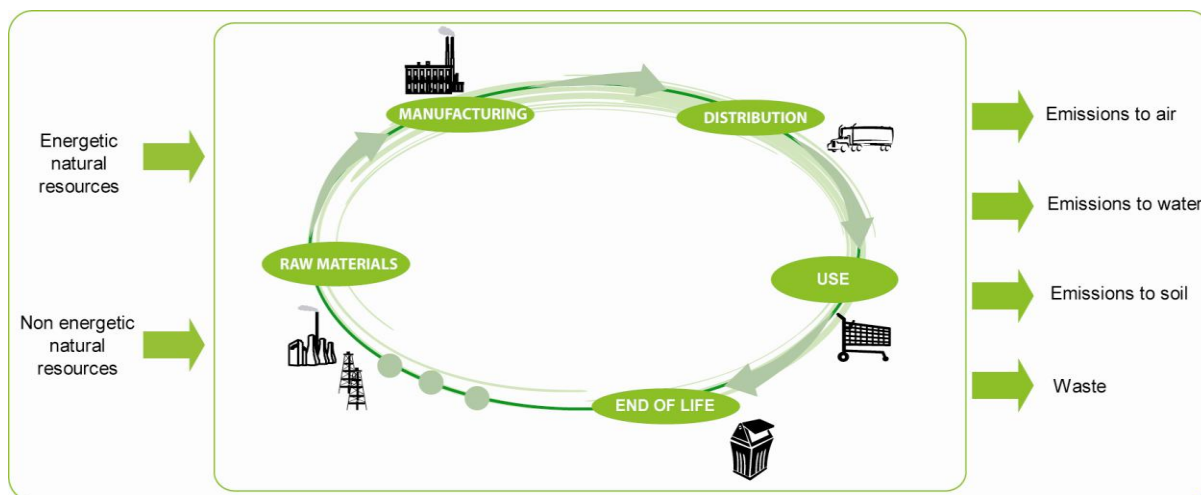 Energetic
natural
resources
Non energetic
natural
resources
MANUFACTURING
DISTRIBUTION
RAW MATERIALS
USE
END OF LIFE
Emissions to air
Emissions to water
Emissions to soil
Waste